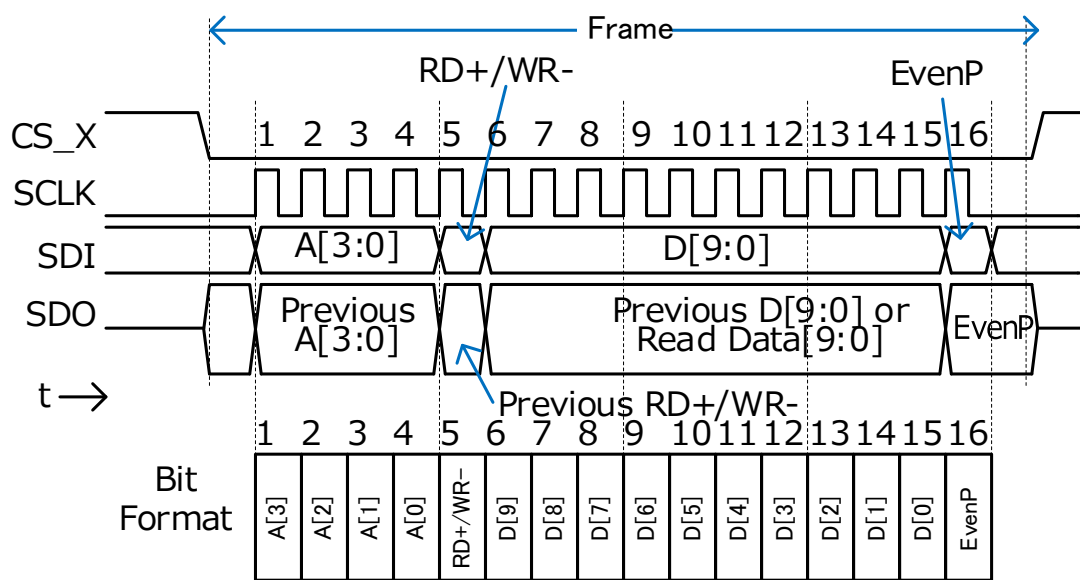 Frame
RD+/WR-
EvenP
CS_X
1 2 3 4 5 6 7 8 9 10 11 12 13 14 15 16
SCLK
SDI
A[3:0]
D[9:0]
SDO
Previous
A[3:0]
Previous D[9:0] or
Read Data[9:0]
EvenP
t
Previous RD+/WR-
1 2 3 4 5 6 7 8 9 10 11 12 13 14 15 16
Bit
Format
A[3] A[2] A[1] A[0] RD+/WR- D[9] D[8] D[7] D[6] D[5] D[4] D[3] D[2] D[1] D[0] EvenP